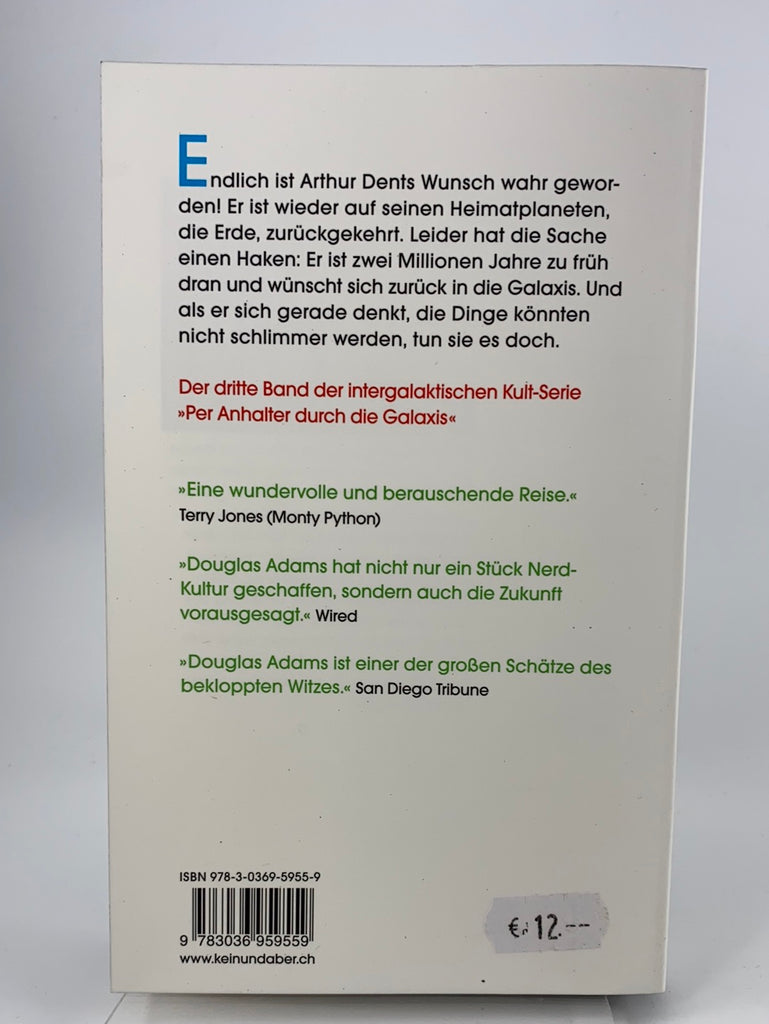 Endlich ist Arthur Dents Wunsch wahr gewor-
den! Er ist wieder auf seinen Heimatplaneten,
die Erde, zurückgekehrt. Leider hat die Sache
einen Haken: Er ist zwei Millionen Jahre zu früh
dran und wünscht sich zurück in die Galaxis. Und
als er sich gerade denkt, die Dinge könnten
nicht schlimmer werden, tun sie es doch.
Der dritte Band der intergalaktischen Kult-Serie
»Per Anhalter durch die Galaxis«
»Eine wundervolle und berauschende Reise.«
Terry Jones (Monty Python)
»Douglas Adams hat nicht nur ein Stück Nerd-
Kultur geschaffen, sondern auch die Zukunft
vorausgesagt.« Wired
»Douglas Adams ist einer der großen Schätze des
bekloppten Witzes.« San Diego Tribune
ISBN 978-3-0369-5955-9
9 783036 959559
www.keinundaber.ch
€ 12.--